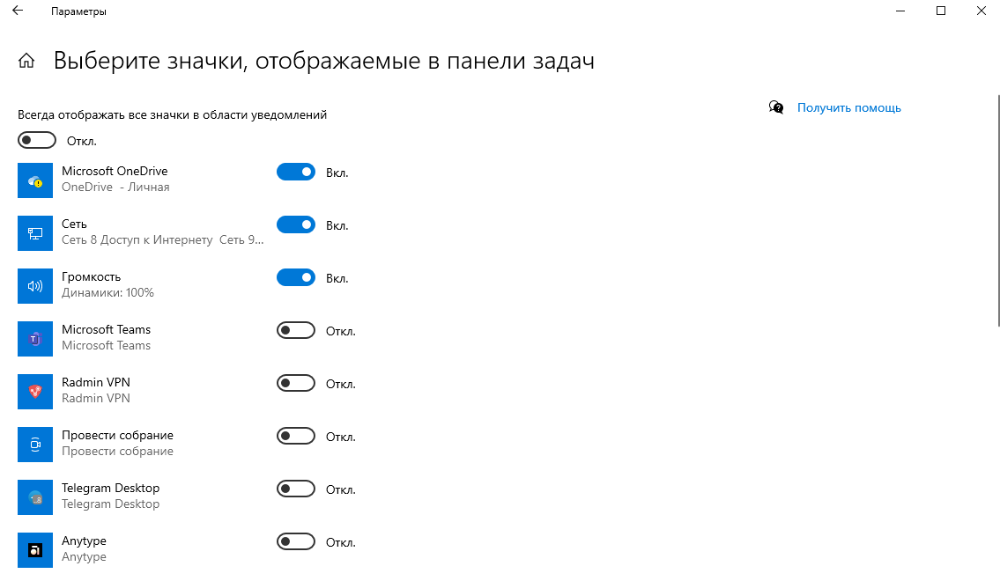 Параметры
Выберите значки, отображаемые в панели задач
Всегда отображать все значки в области уведомлений
Получить помощь
Откл.
Microsoft OneDrive
Вкл.
OneDrive - Личная
Сеть
Вкл.
Сеть 8 Доступ к Интернету Сеть 9...
Громкость
Вкл.
Динамики: 100%
Microsoft Teams
Откл.
Microsoft Teams
Radmin VPN
Откл.
Radmin VPN
Провести собрание
Откл.
Провести собрание
Telegram Desktop
Откл.
Telegram Desktop
Anytype
Откл.
Anytype